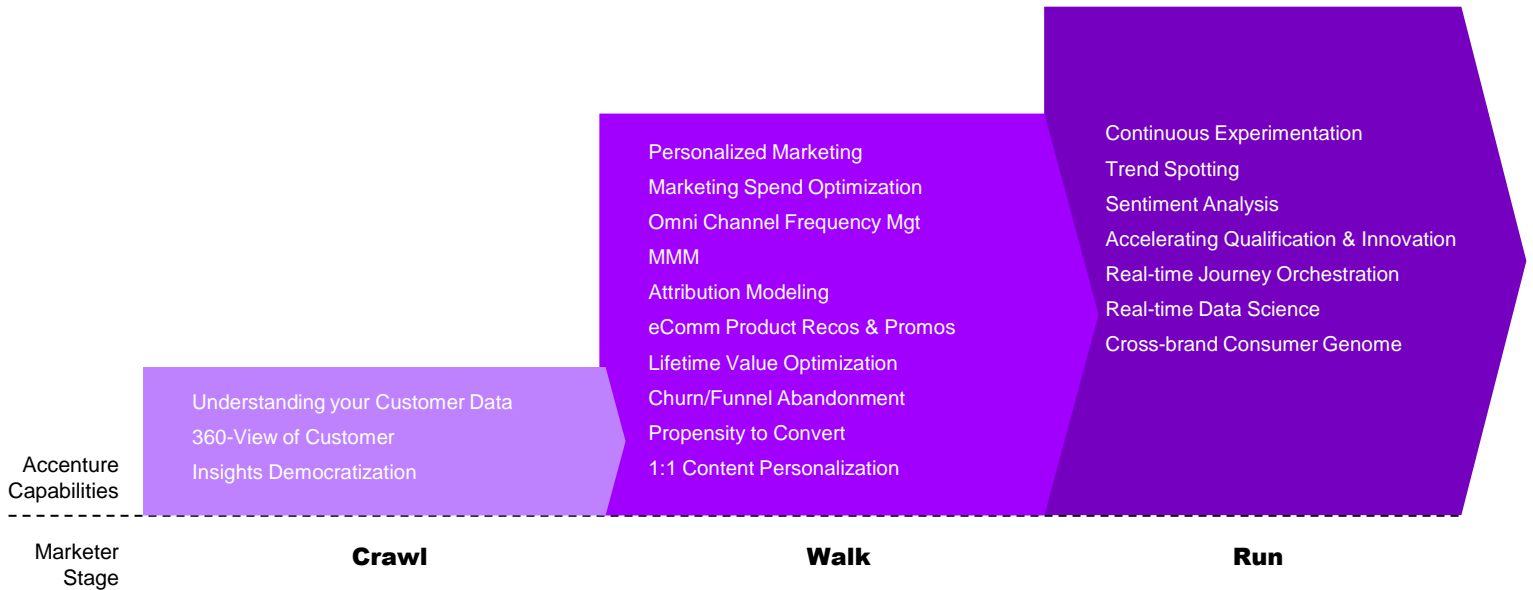 Understanding your Customer Data
360-View of Customer
Insights Democratization
Personalized Marketing
Marketing Spend Optimization
Omni Channel Frequency Mgt
MMM
Attribution Modeling
eComm Product Recos & Promos
Lifetime Value Optimization
Churn/Funnel Abandonment
Propensity to Convert
1:1 Content Personalization
Continuous Experimentation
Trend Spotting
Sentiment Analysis
Accelerating Qualification & Innovation
Real-time Journey Orchestration
Real-time Data Science
Cross-brand Consumer Genome
Accenture
Capabilities
Marketer
Stage
Crawl
Walk
Run